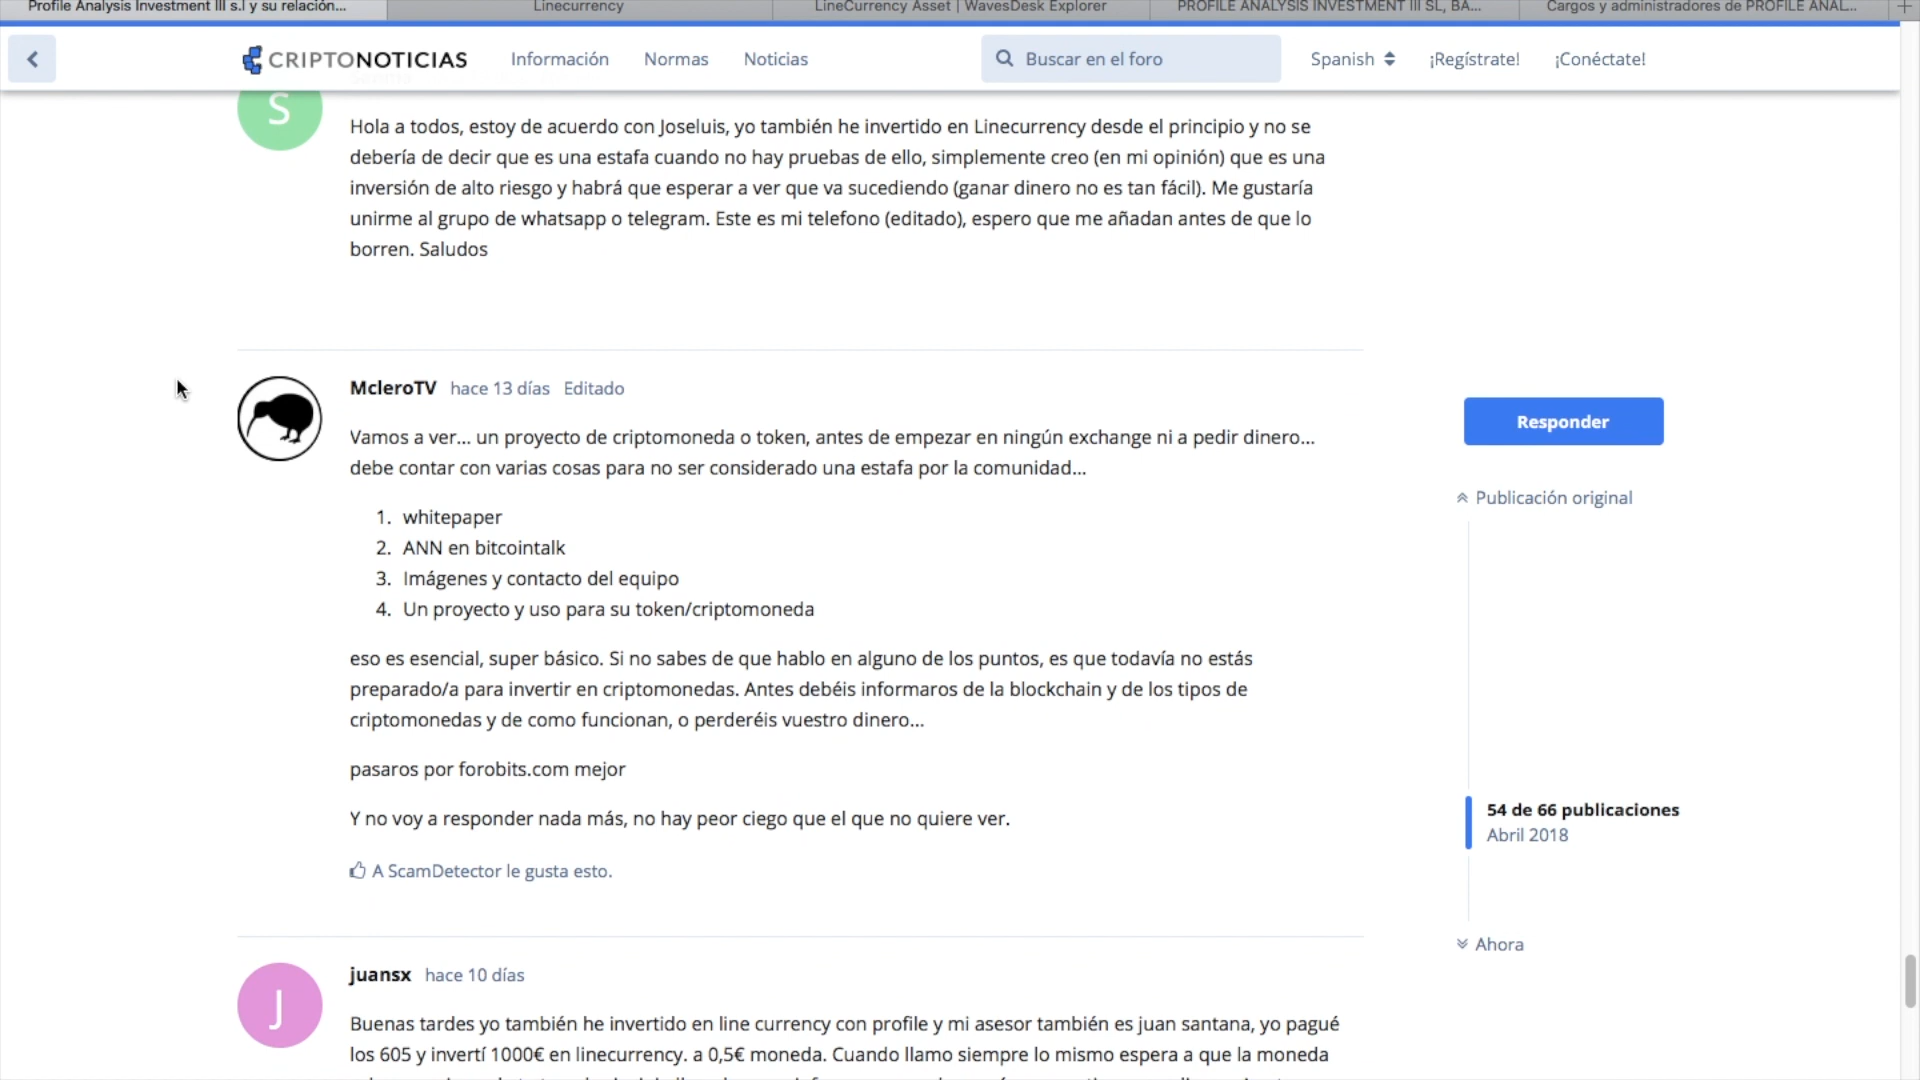 Profile Analysis Investment III s.l y su relación...
Linecurrency
LineCurrency Asset | WavesDesk Explorer
PROFILE ANALYSIS INVESTMENT III SL, BA...
Cargos y administradores de PROFILE ANAL...
CRIPTONOTICIAS
Información
Normas
Noticias
Buscar en el foro
Spanish
¡Regístrate!
¡Conéctate!
S
Hola a todos, estoy de acuerdo con Joseluis, yo también he invertido en Linecurrency desde el principio y no se
debería de decir que es una estafa cuando no hay pruebas de ello, simplemente creo (en mi opinión) que es una
inversión de alto riesgo y habrá que esperar a ver que va sucediendo (ganar dinero no es tan fácil). Me gustaría
unirme al grupo de whatsapp o telegram. Este es mi telefono (editado), espero que me añadan antes de que lo
borren. Saludos
McleroTV hace 13 días Editado
Vamos a ver... un proyecto de criptomoneda o token, antes de empezar en ningún exchange ni a pedir dinero...
debe contar con varias cosas para no ser considerado una estafa por la comunidad...
1. whitepaper
2. ANN en bitcointalk
3. Imágenes y contacto del equipo
4. Un proyecto y uso para su token/criptomoneda
eso es esencial, super básico. Si no sabes de que hablo en alguno de los puntos, es que todavía no estás
preparado/a para invertir en criptomonedas. Antes debéis informaros de la blockchain y de los tipos de
criptomonedas y de como funcionan, o perderéis vuestro dinero...
pasaros por forobits.com mejor
Y no voy a responder nada más, no hay peor ciego que el que no quiere ver.
A ScamDetector le gusta esto.
Responder
Publicación original
54 de 66 publicaciones
Abril 2018
Ahora
J
juansx hace 10 días
Buenas tardes yo también he invertido en line currency con profile y mi asesor también es juan santana, yo pagué
los 605 y invertí 1000€ en linecurrency. a 0,5€ moneda. Cuando llamo siempre lo mismo espera a que la moneda